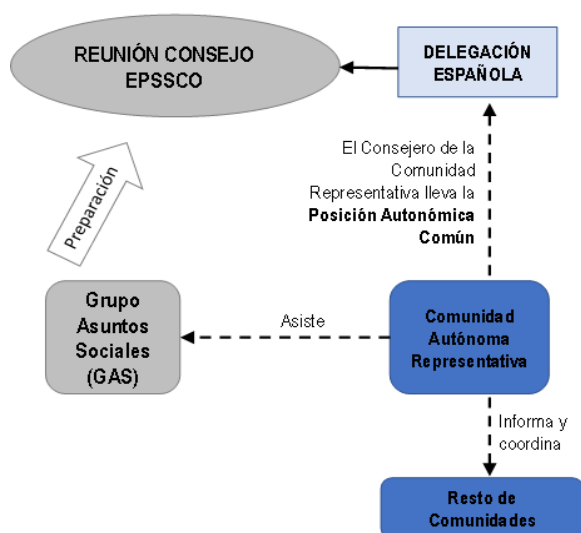 REUNIÓN CONSEJO
EPSSCO
DELEGACIÓN
ESPAÑOLA
El Consejero de la
Comunidad
Representativa lleva la
Posición Autonómica
Común
Preparación
Grupo
Asuntos
Sociales
(GAS)
Asiste
Comunidad
Autónoma
Representativa
Informa y
coordina
Resto de
Comunidades